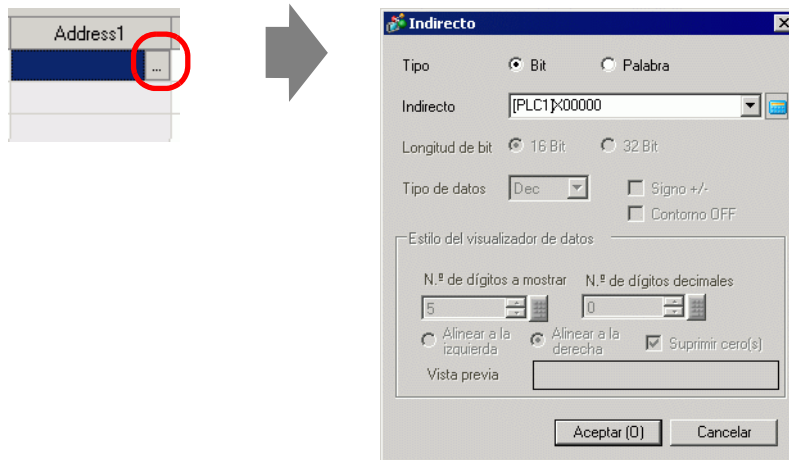 Address1
...
Indirecto
Tipo Bit Palabra
Indirecto [PLC1]X00000
Longitud de bit 16 Bit 32 Bit
Tipo de datos Dec Signo +/-
Contorno OFF
Estilo del visualizador de datos
N.º de dígitos a mostrar N.º de dígitos decimales
5 0
Alinear a la izquierda Alinear a la derecha Suprimir cero(s)
Vista previa
Aceptar (O) Cancelar